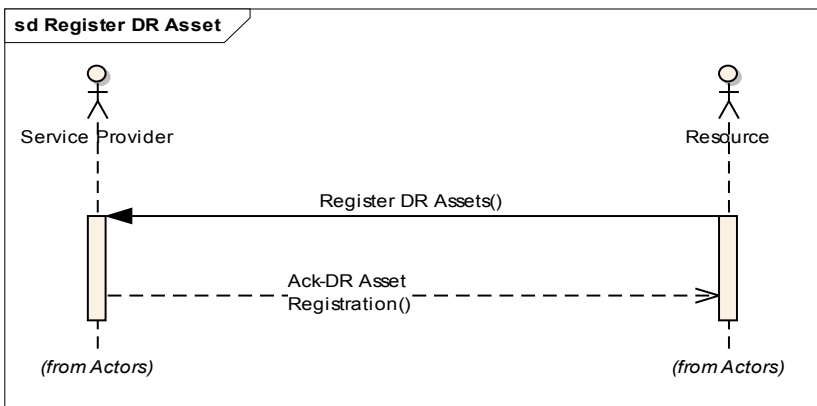 sd Register DR Asset
Service Provider
Resource
Register DR Assets()
Ack-DR Asset
Registration()
(from Actors)
(from Actors)